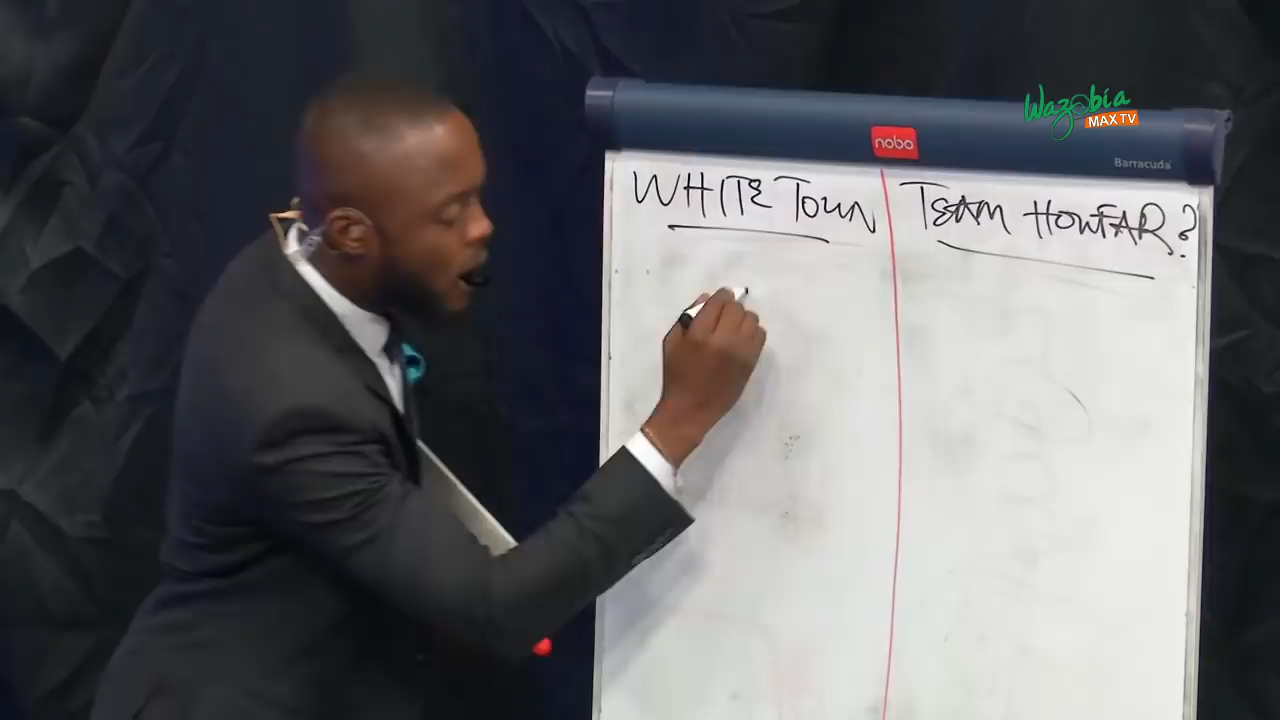 Wazobia
MAX TV
nobo
Barracuda
WHITE TOWN
TEAM HOWFAR?